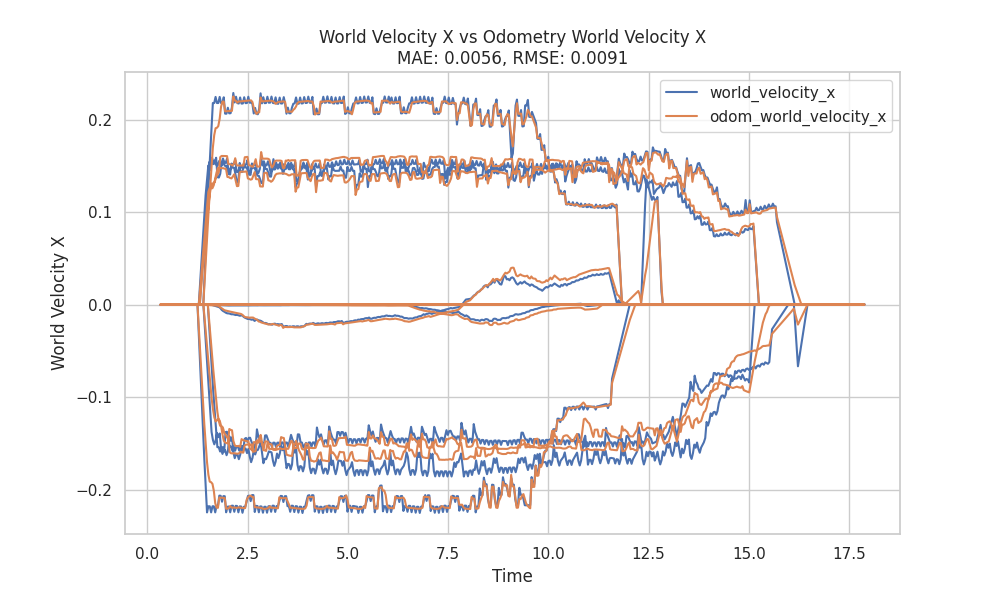 World Velocity X vs Odometry World Velocity X
MAE: 0.0056, RMSE: 0.0091
world_velocity_x
odom_world_velocity_x
World Velocity X
0.2
0.1
0.0
−0.1
−0.2
0.0 2.5 5.0 7.5 10.0 12.5 15.0 17.5
Time